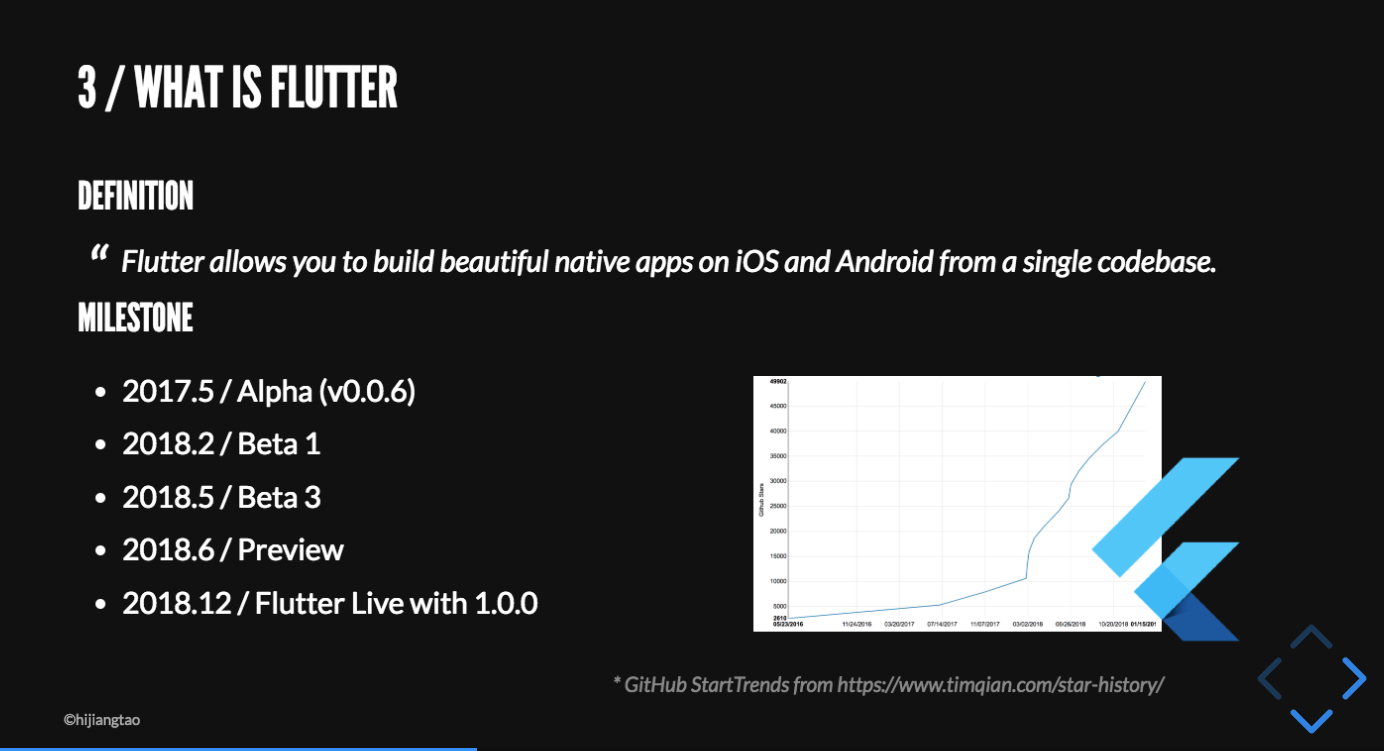 3 / WHAT IS FLUTTER
DEFINITION
“ Flutter allows you to build beautiful native apps on iOS and Android from a single codebase.
MILESTONE
• 2017.5 / Alpha (v0.0.6)
• 2018.2 / Beta 1
• 2018.5 / Beta 3
• 2018.6 / Preview
• 2018.12 / Flutter Live with 1.0.0
49902
45000
40000
35000
30000
25000
20000
15000
10000
5000
2610
Github Stars
05/23/2016 11/24/2016 03/20/2017 07/14/2017 11/07/2017 03/02/2018 06/26/2018 10/20/2018 01/15/201
* GitHub StartTrends from https://www.timqian.com/star-history/
©hijiangtao